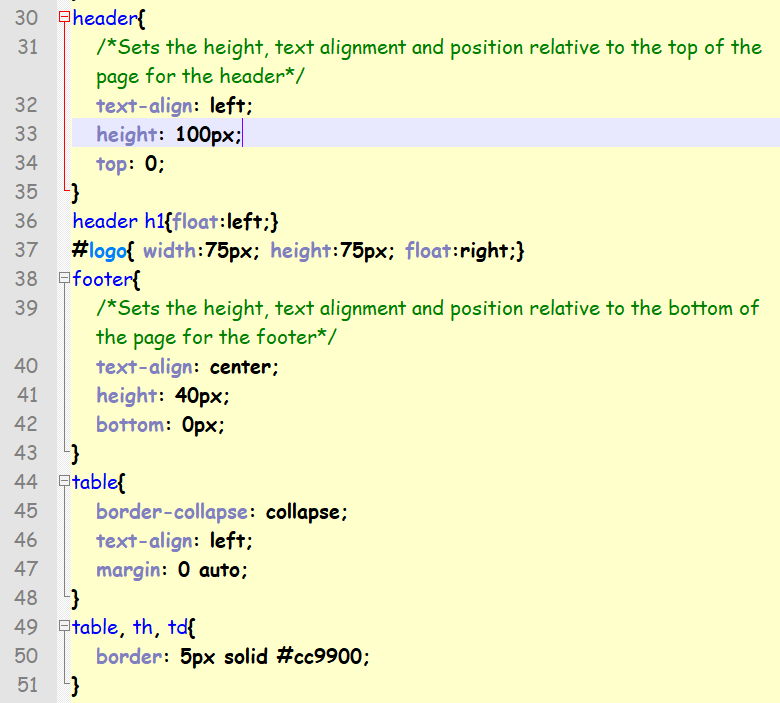 30 header{
31 /*Sets the height, text alignment and position relative to the top of the
page for the header*/
32 text-align: left;
33 height: 100px;
34 top: 0;
35 }
36 header h1{float:left;}
37 #logo{ width:75px; height:75px; float:right;}
38 footer{
39 /*Sets the height, text alignment and position relative to the bottom of
the page for the footer*/
40 text-align: center;
41 height: 40px;
42 bottom: 0px;
43 }
44 table{
45 border-collapse: collapse;
46 text-align: left;
47 margin: 0 auto;
48 }
49 table, th, td{
50 border: 5px solid #cc9900;
51 }